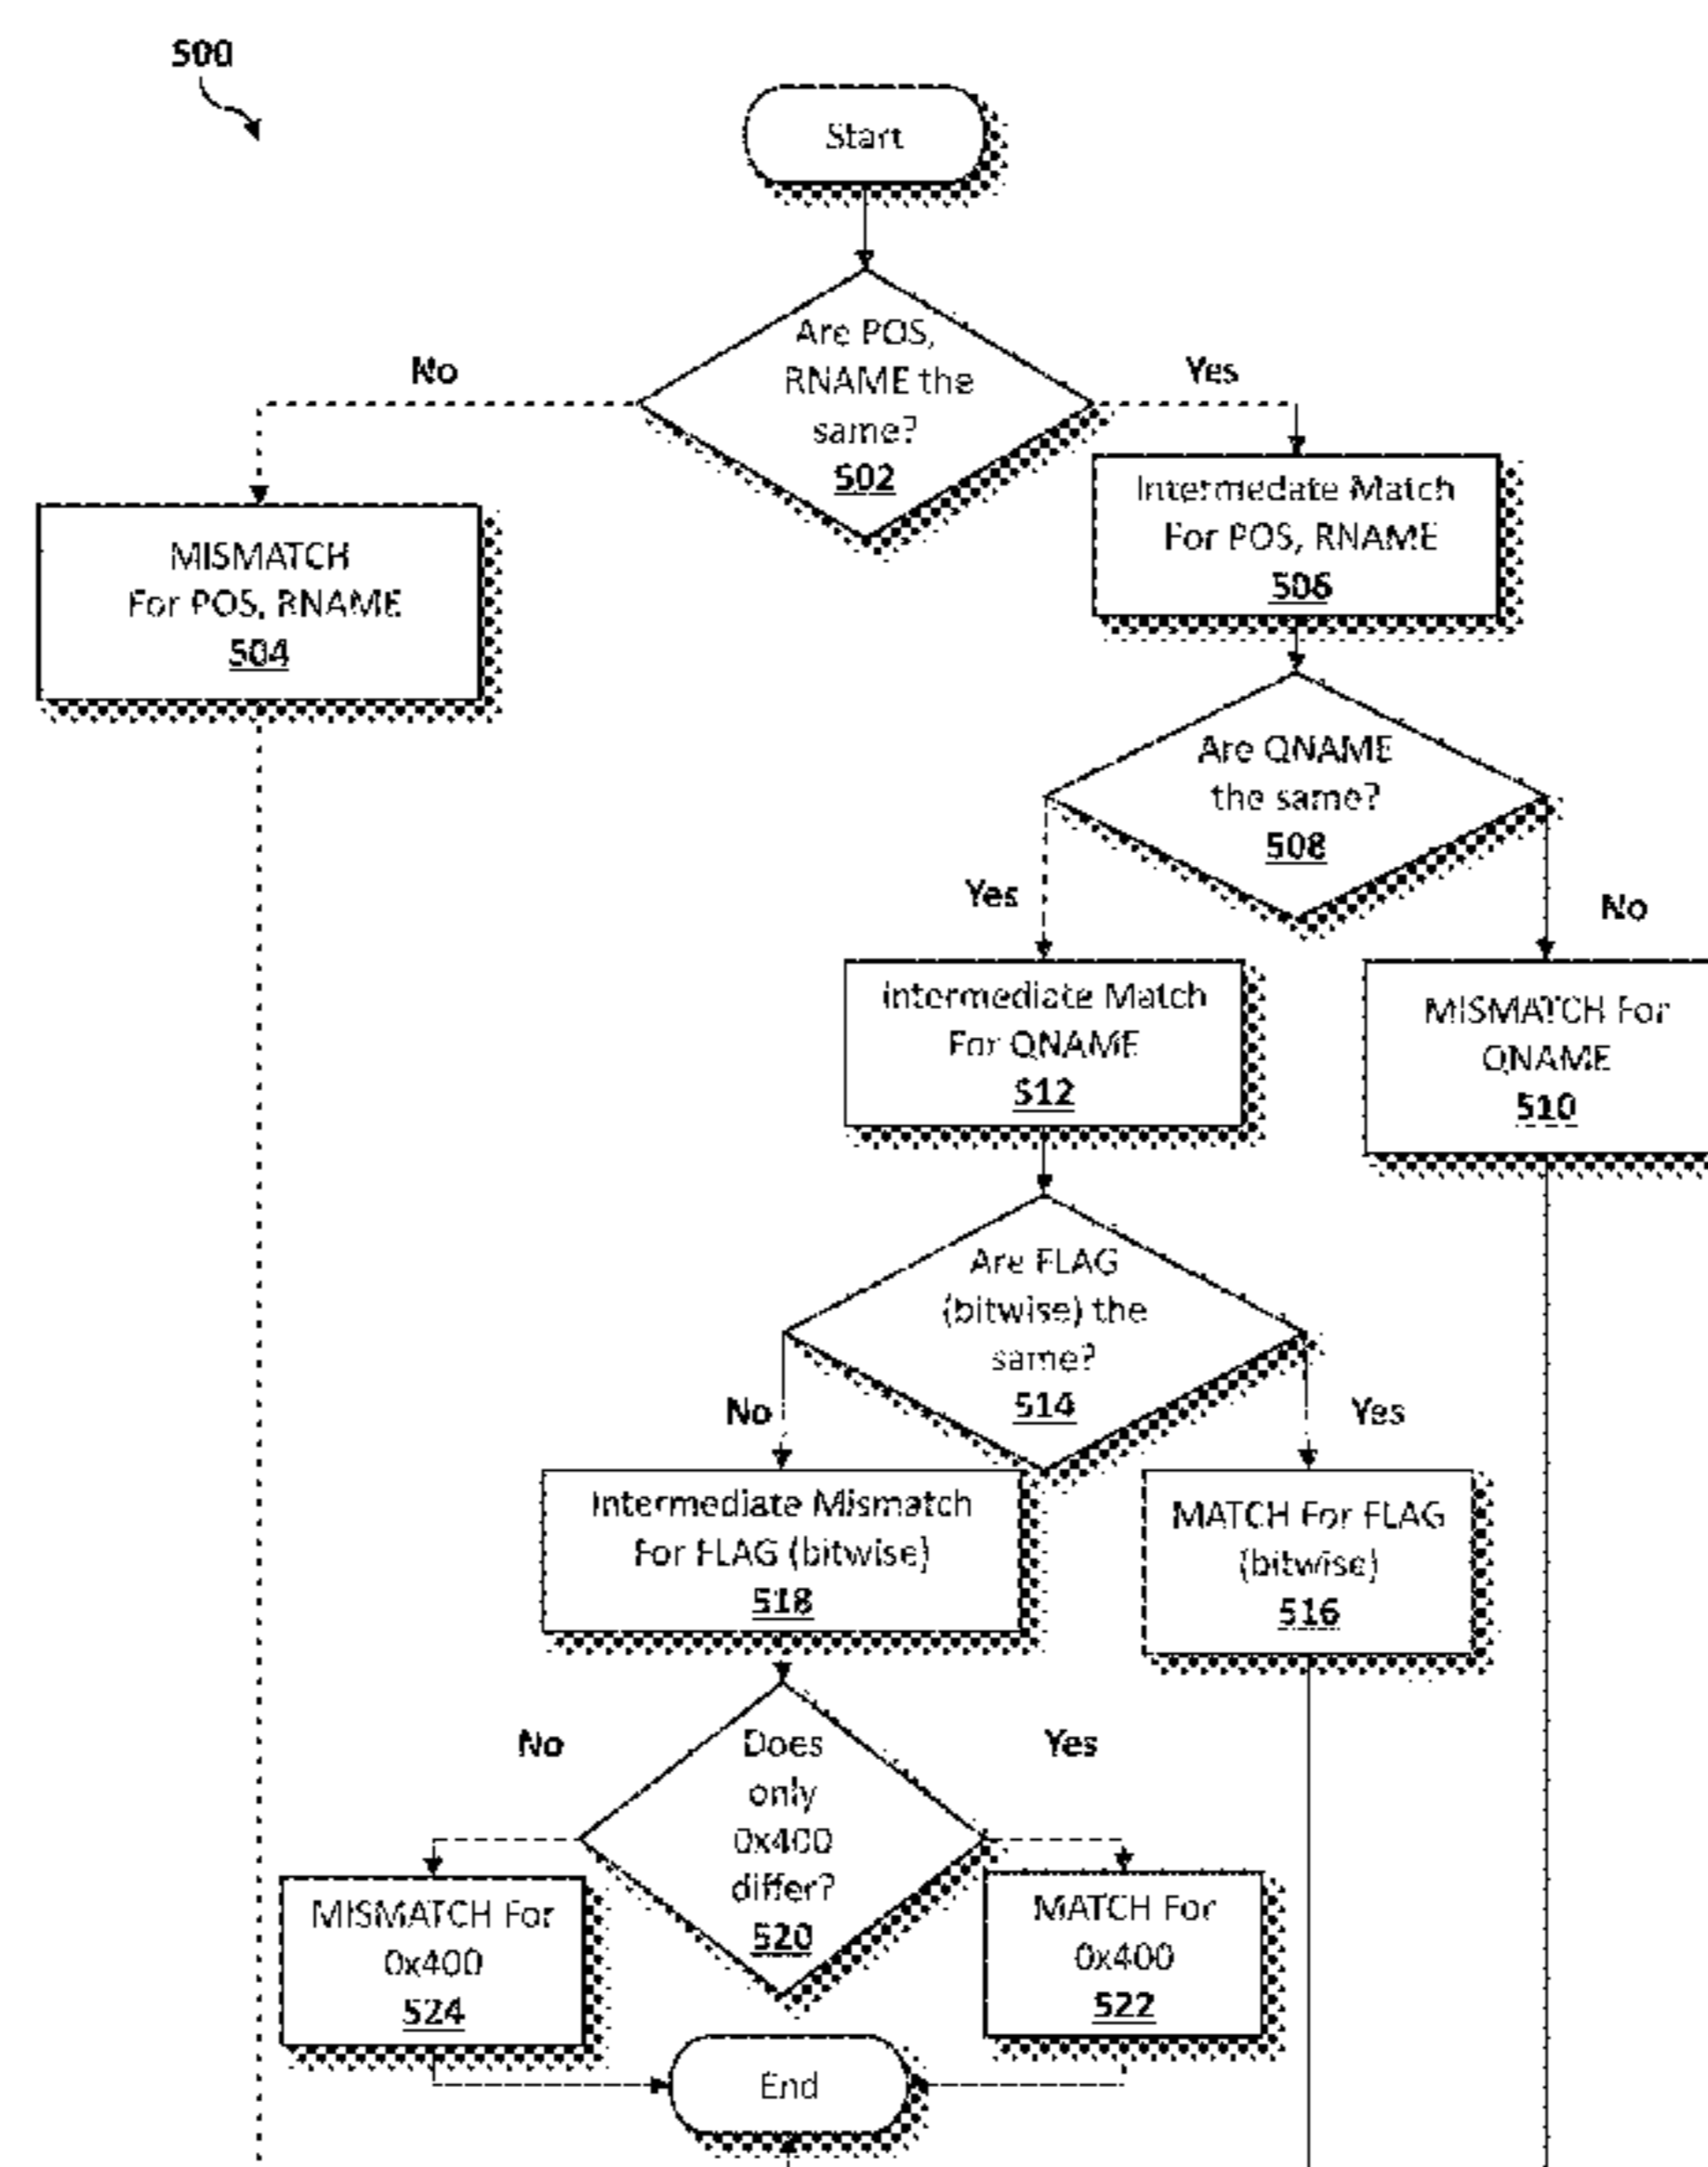 500
Start
Are POS,
RNAME the
same?
502
No
Yes
MISMATCH
For POS, RNAME
504
Intermedate Match
For POS, RNAME
506
Are QNAME
the same?
508
Yes
No
Intermediate Match
For QNAME
512
MISMATCH For
QNAME
510
Are FLAG
(bitwise) the
same?
514
No
Yes
Intermediate Mismatch
For FLAG (bitwise)
518
MATCH For FLAG
(bitwise)
516
Does
only
0x400
differ?
520
No
Yes
MISMATCH For
0x400
524
MATCH For
0x400
522
End